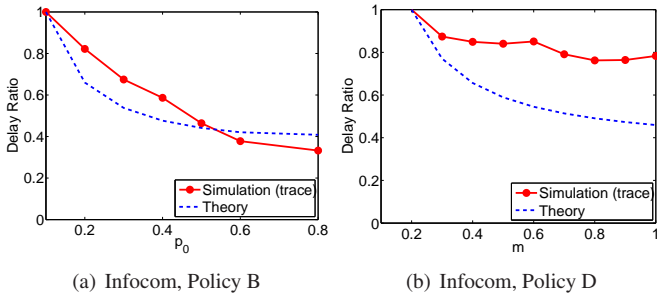 1
0.8
0.6
0.4
0.2
0
Delay Ratio
0.2
0.4
0.6
0.8
p0
Simulation (trace)
Theory
(a) Infocom, Policy B
1
0.8
0.6
0.4
0.2
0
Delay Ratio
0.2
0.4
0.6
0.8
1
m
Simulation (trace)
Theory
(b) Infocom, Policy D